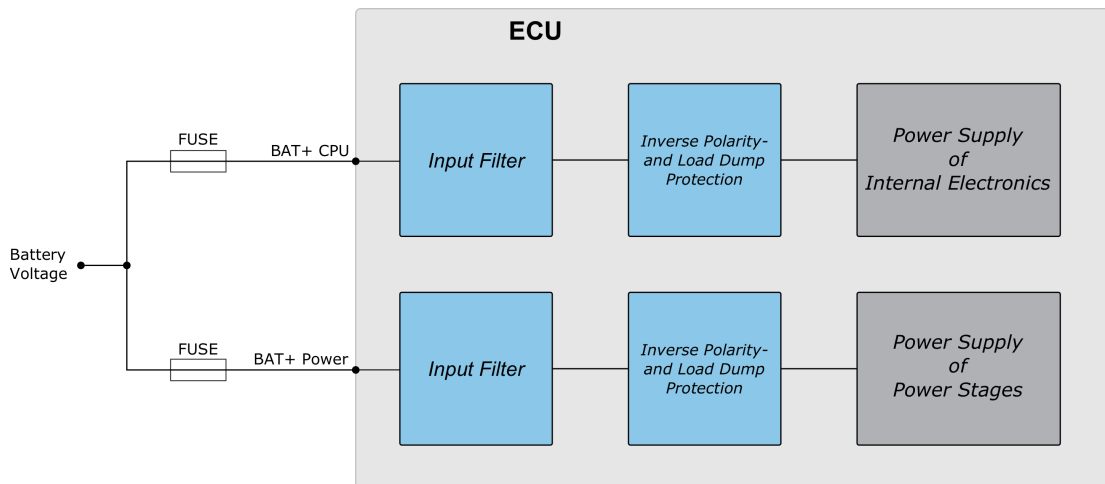 ECU
FUSE
BAT+ CPU
Input Filter
Inverse Polarity-
and Load Dump
Protection
Power Supply
of
Internal Electronics
Battery
Voltage
FUSE
BAT+ Power
Input Filter
Inverse Polarity-
and Load Dump
Protection
Power Supply
of
Power Stages